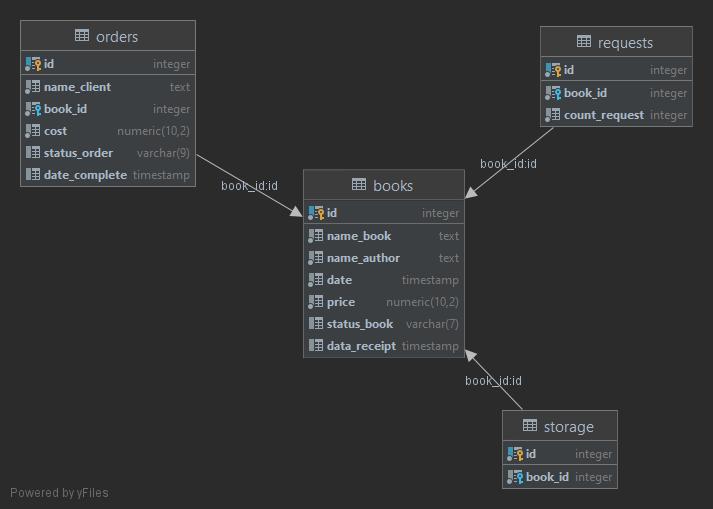 orders
id integer
name_client text
book_id integer
cost numeric(10,2)
status_order varchar(9)
date_complete timestamp
requests
id integer
book_id integer
count_request integer
book_id:id
book_id:id
books
id integer
name_book text
name_author text
date timestamp
price numeric(10,2)
status_book varchar(7)
data_receipt timestamp
book_id:id
storage
id integer
book_id integer
Powered by yFiles